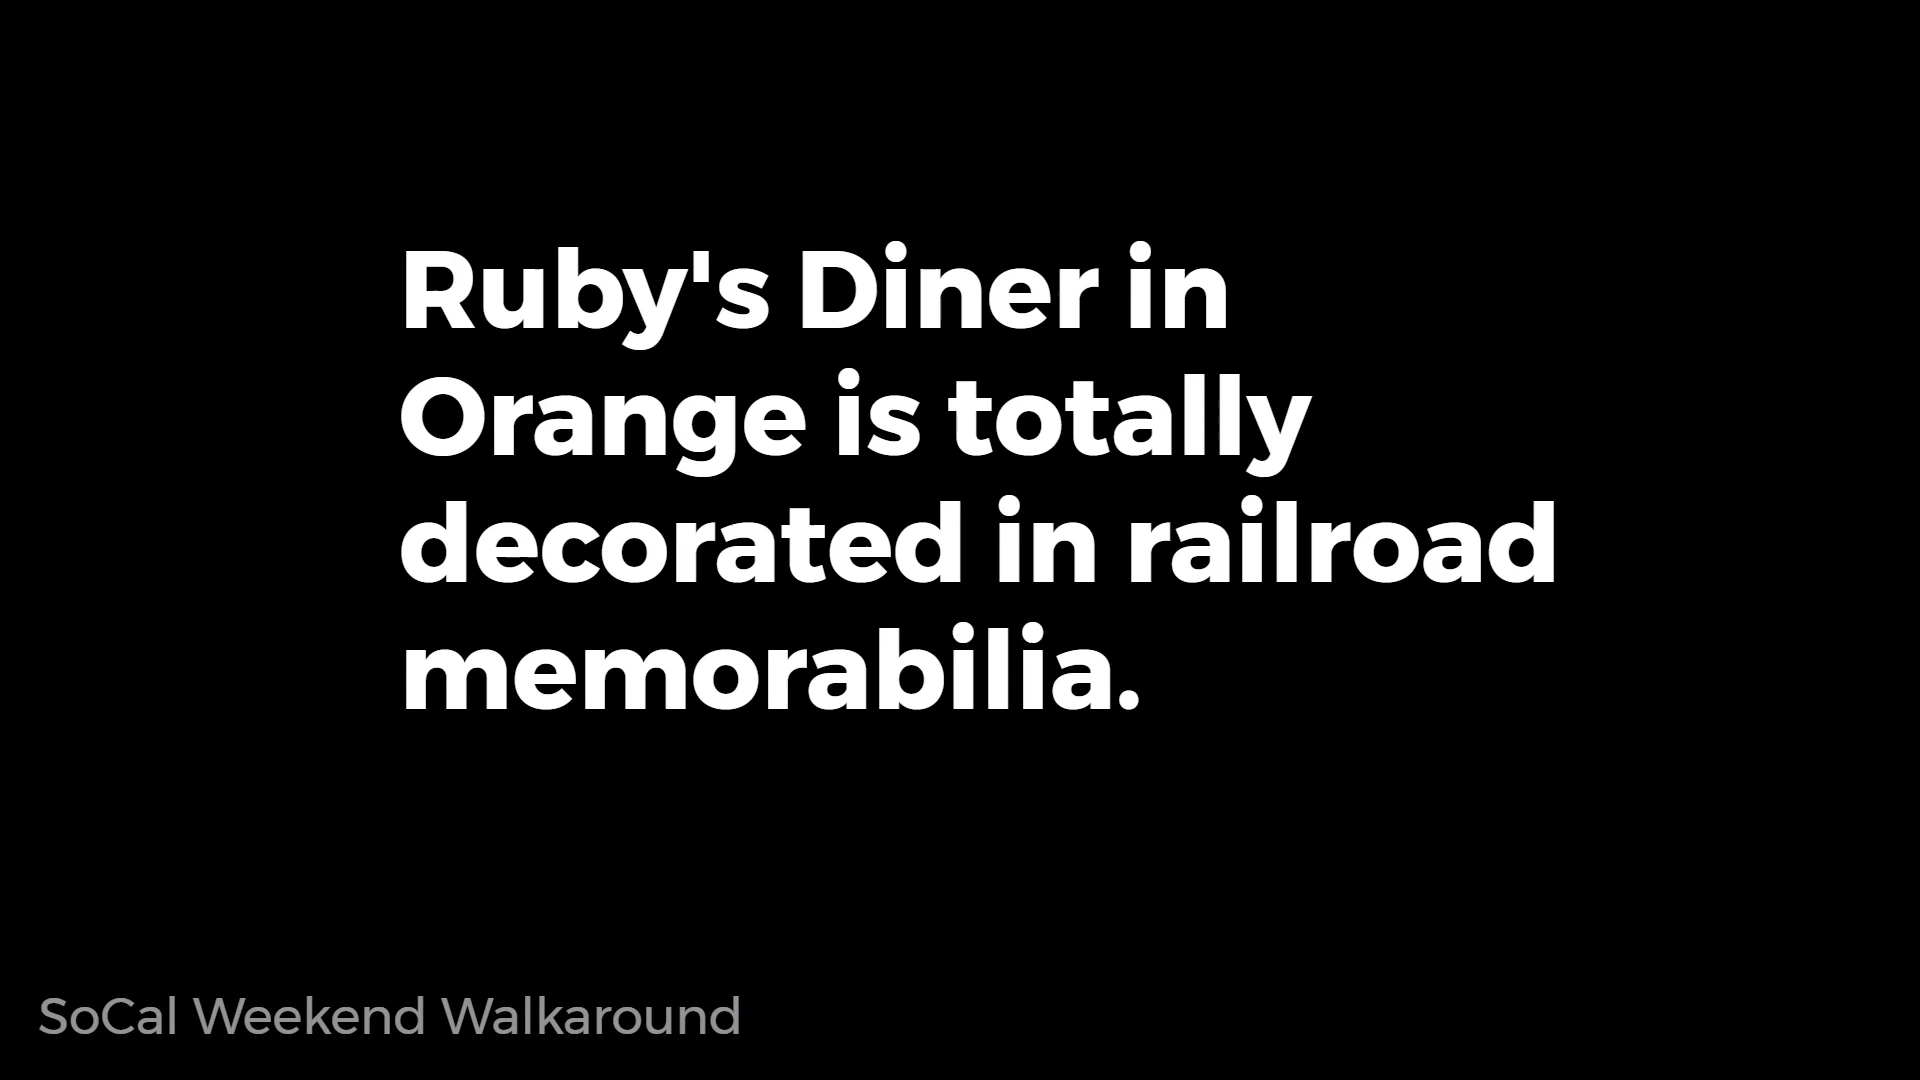 Ruby's Diner in
Orange is totally
decorated in railroad
memorabilia.
SoCal Weekend Walkaround